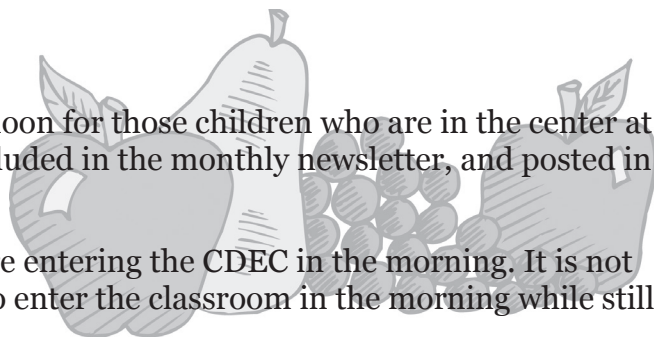 noon for those children who are in the center at
luded in the monthly newsletter, and posted in
e entering the CDEC in the morning. It is not
o enter the classroom in the morning while still